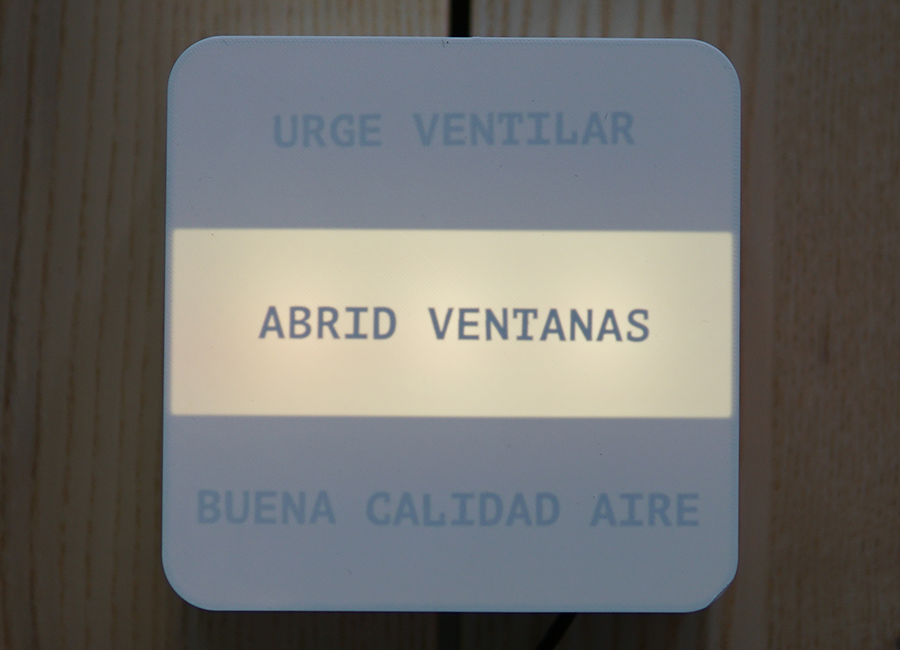 URGE VENTILAR
ABRID VENTANAS
BUENA CALIDAD AIRE